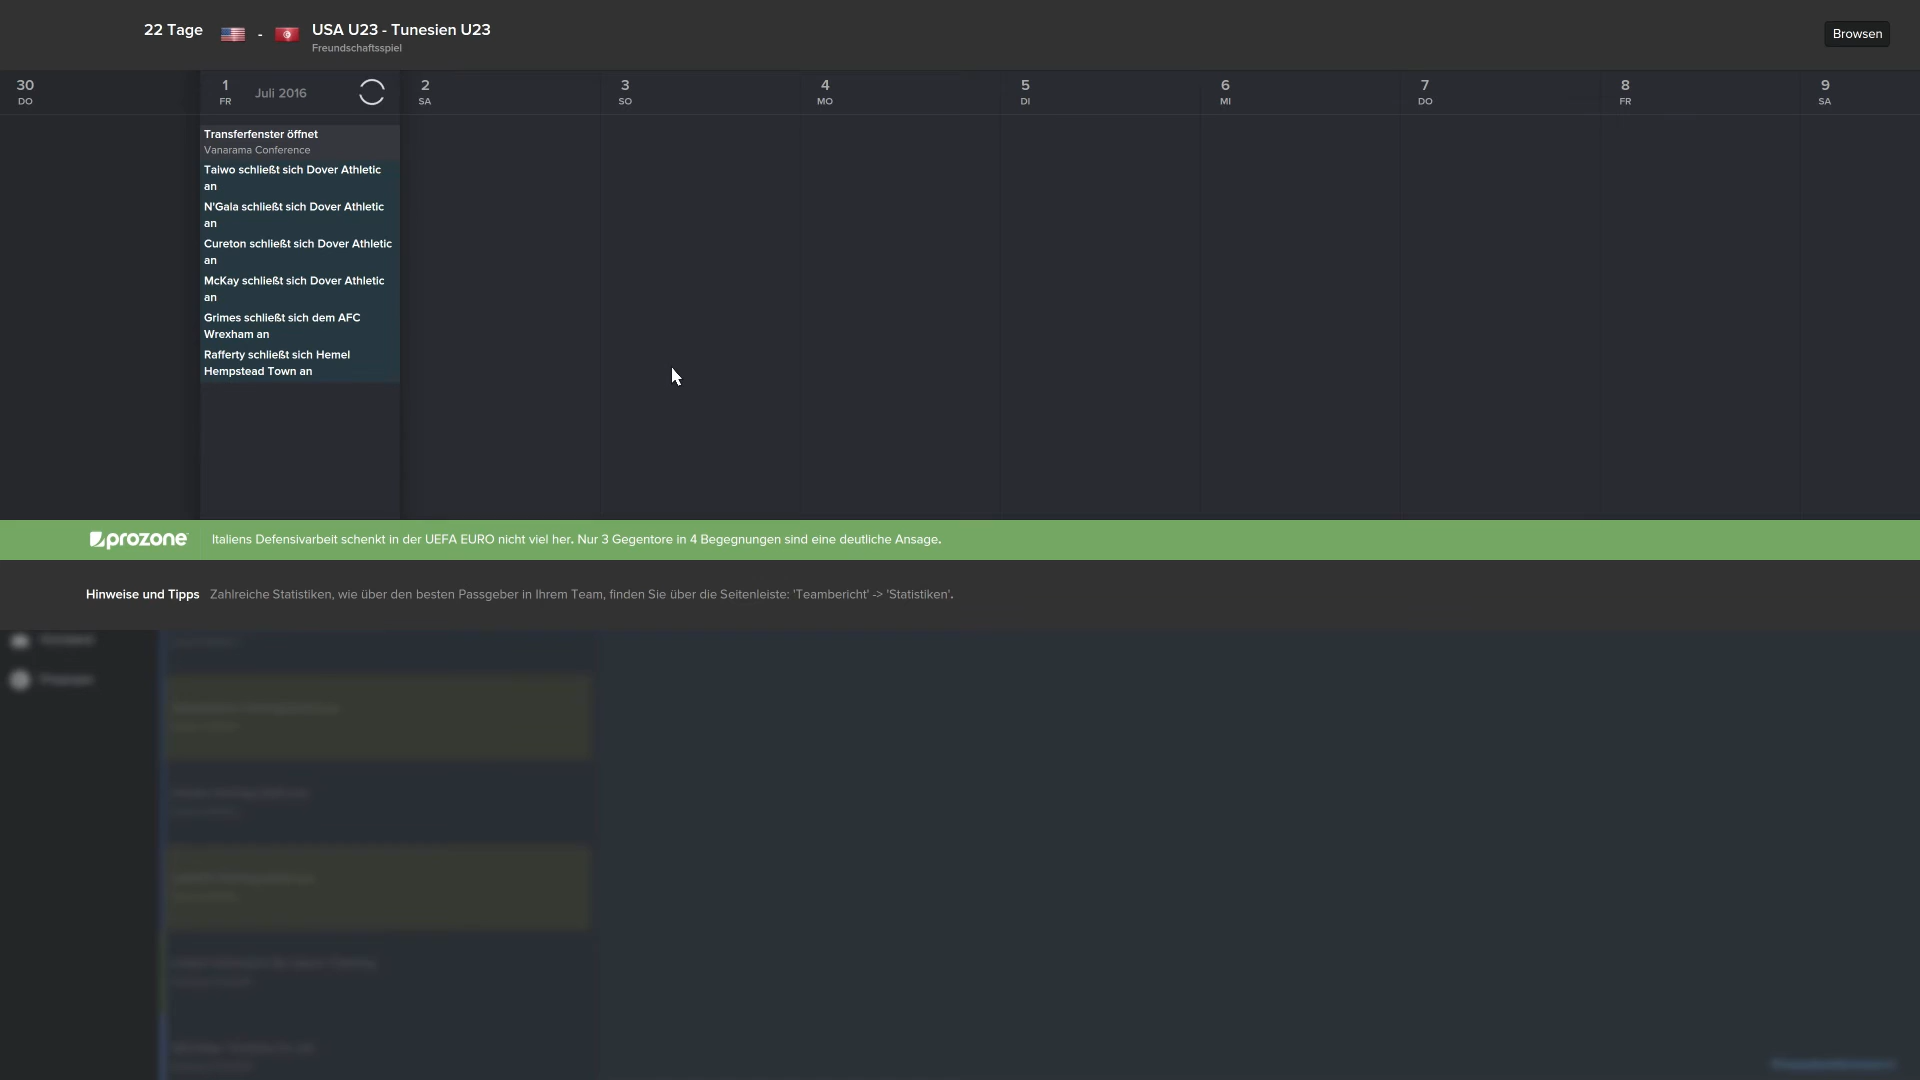 22 Tage
-
USA U23 - Tunesien U23
Freundschaftsspiel
Browsen
30
DO
1
FR
Juli 2016
2
SA
3
SO
4
MO
5
DI
6
MI
7
DO
8
FR
9
SA
Transferfenster öffnet
Vanarama Conference
Taiwo schließt sich Dover Athletic
an
N'Gala schließt sich Dover Athletic
an
Cureton schließt sich Dover Athletic
an
McKay schließt sich Dover Athletic
an
Grimes schließt sich dem AFC
Wrexham an
Rafferty schließt sich Hemel
Hempstead Town an
prozone
Italiens Defensivarbeit schenkt in der UEFA EURO nicht viel her. Nur 3 Gegentore in 4 Begegnungen sind eine deutliche Ansage.
Hinweise und Tipps
Zahlreiche Statistiken, wie über den besten Passgeber in Ihrem Team, finden Sie über die Seitenleiste: 'Teambericht' -> 'Statistiken'.